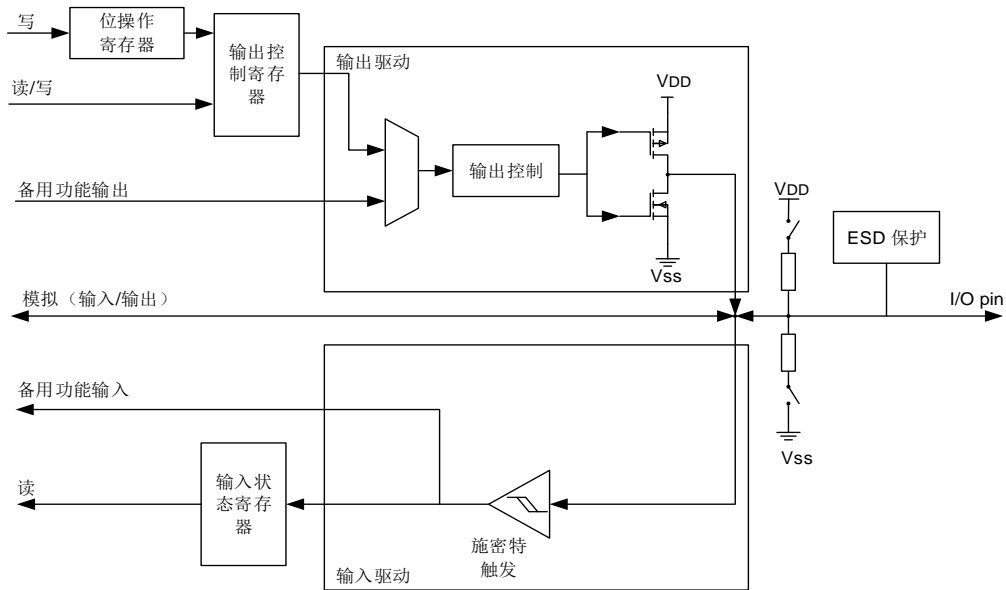 写
位操作
寄存器
读/写
输出控
制寄存
器
输出驱动
VDD
输出控制
备用功能输出
Vss
VDD
ESD 保护
模拟（输入/输出）
I/O pin
备用功能输入
Vss
读
输入状
态寄存
器
施密特
触发
输入驱动